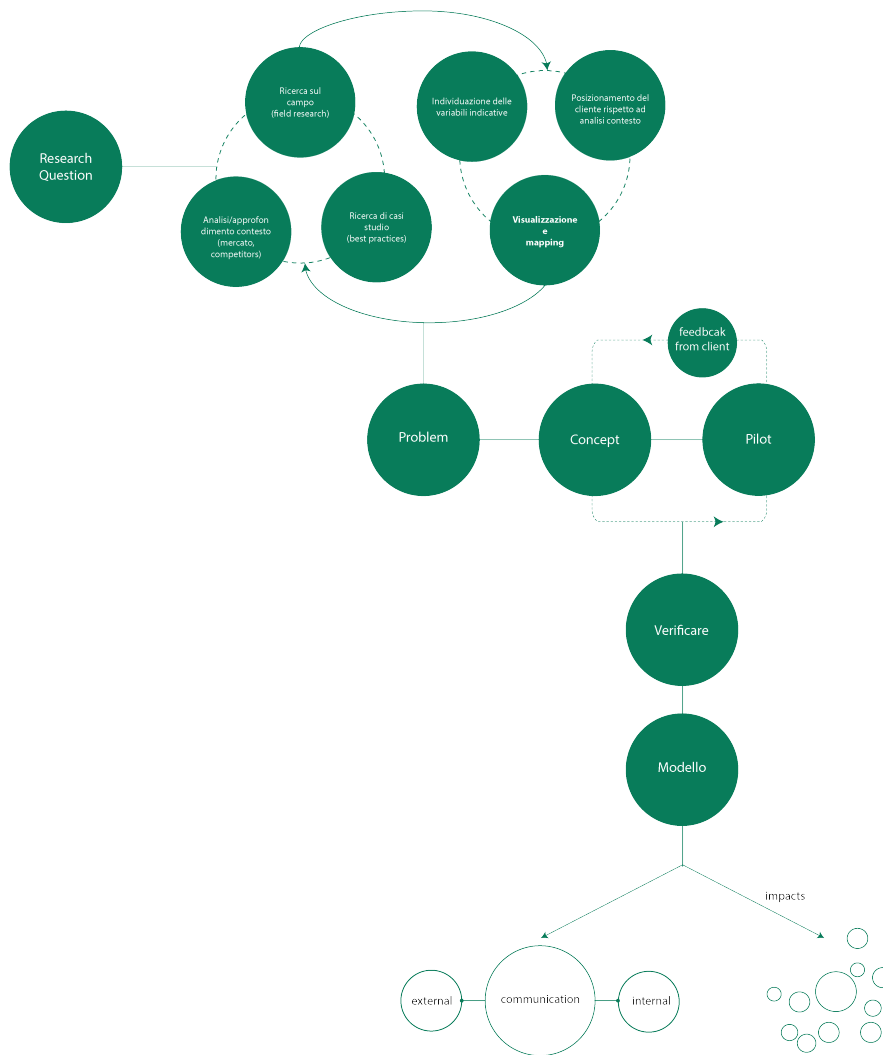 Research
Question
Ricerca sul
campo
(field research)
Analisi/approfon
dimento contesto
(mercato,
competitors)
Ricerca di casi
studio
(best practices)
Individuazione delle
variabili indicative
Posizionamento del
cliente rispetto ad
analisi contesto
Visualizzazione
e
mapping
feedbcak
from client
Problem
Concept
Pilot
Verificare
Modello
impacts
external
communication
internal